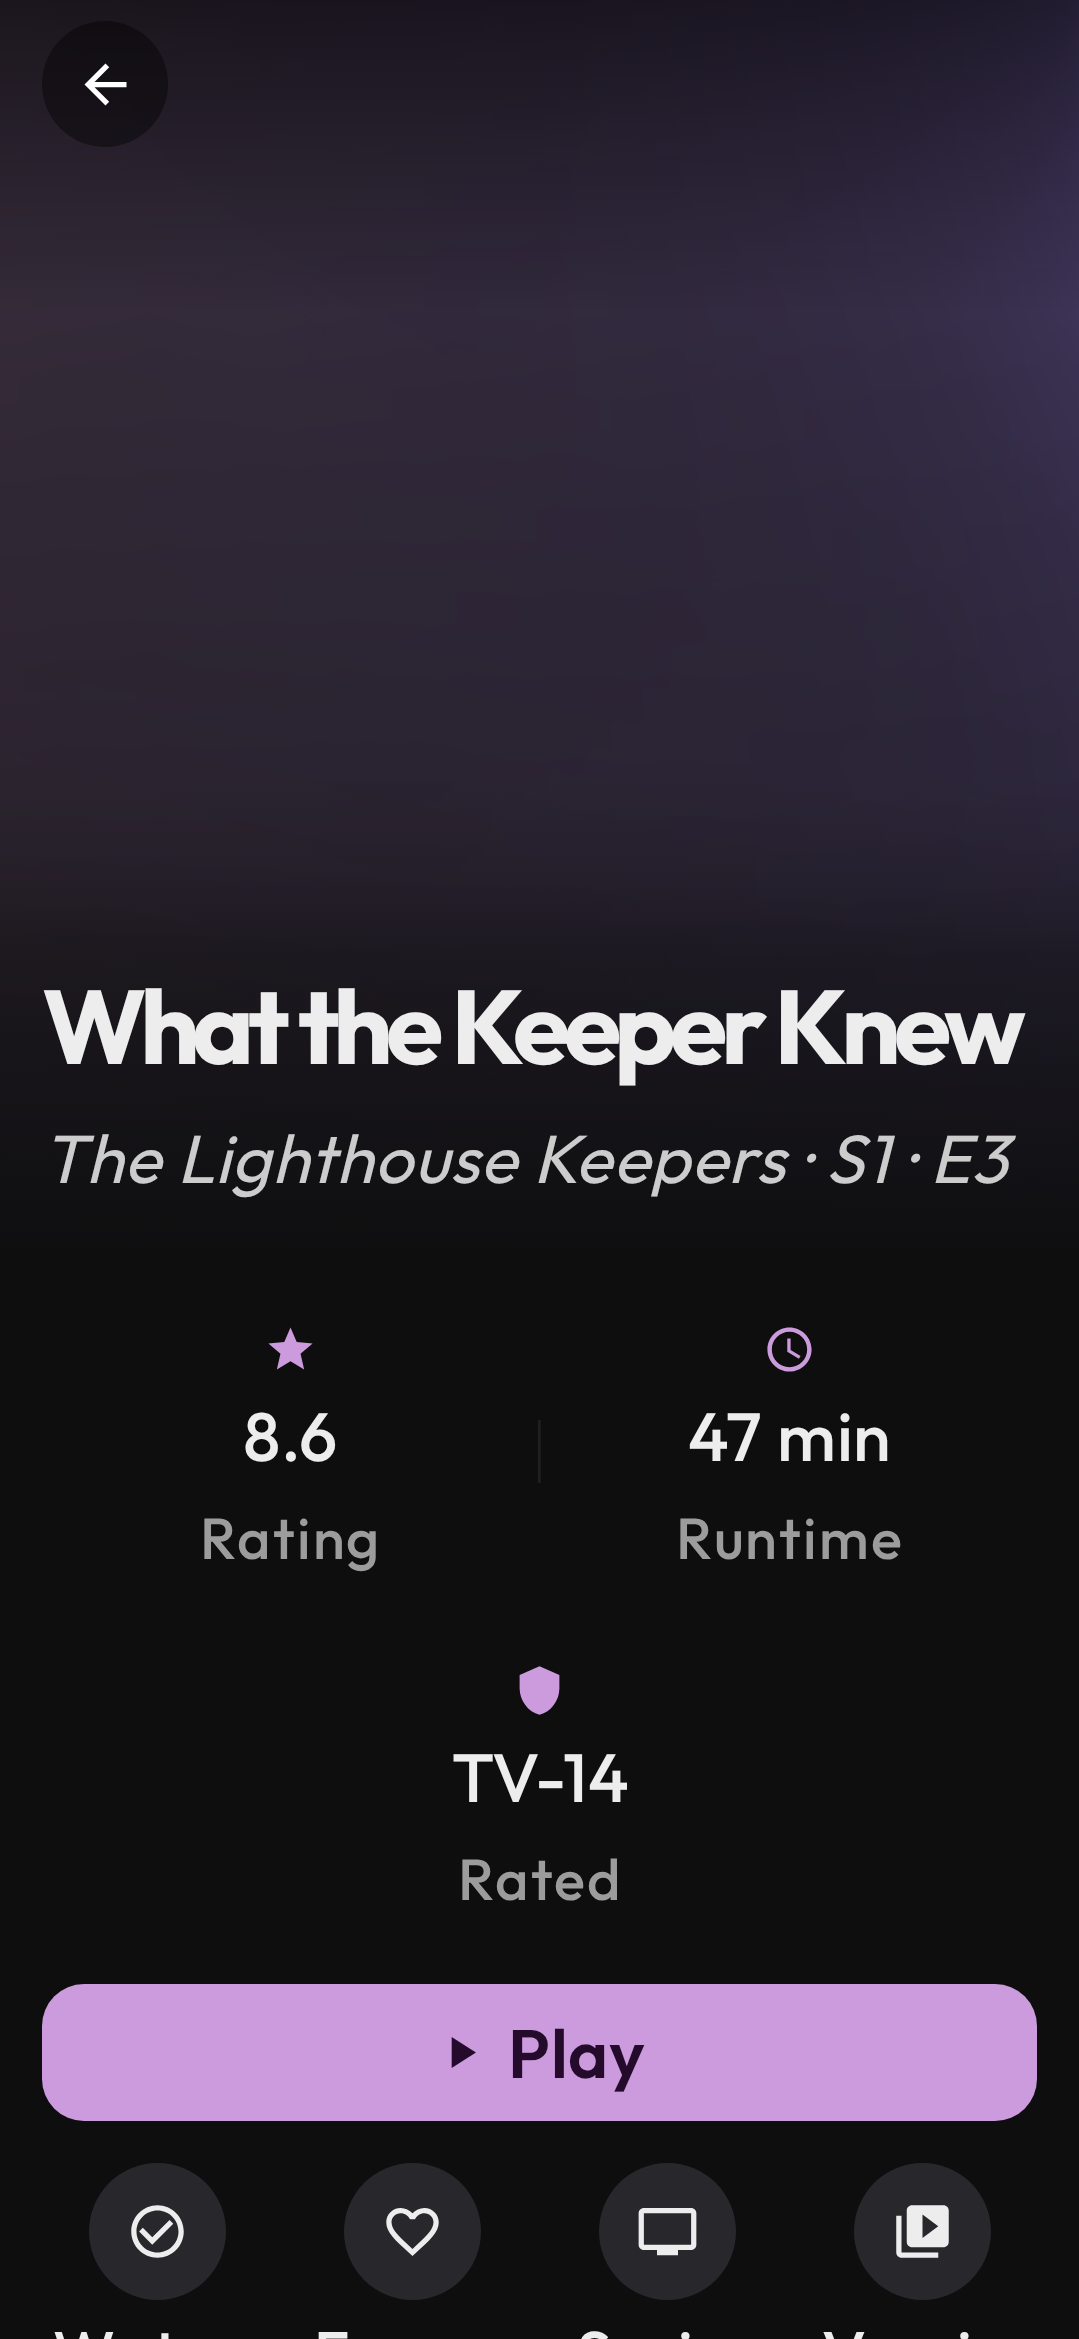 What the Keeper Knew
The Lighthouse Keepers · S1 · E3
8.6
47 min
Rating
Runtime
TV-14
Rated
Play